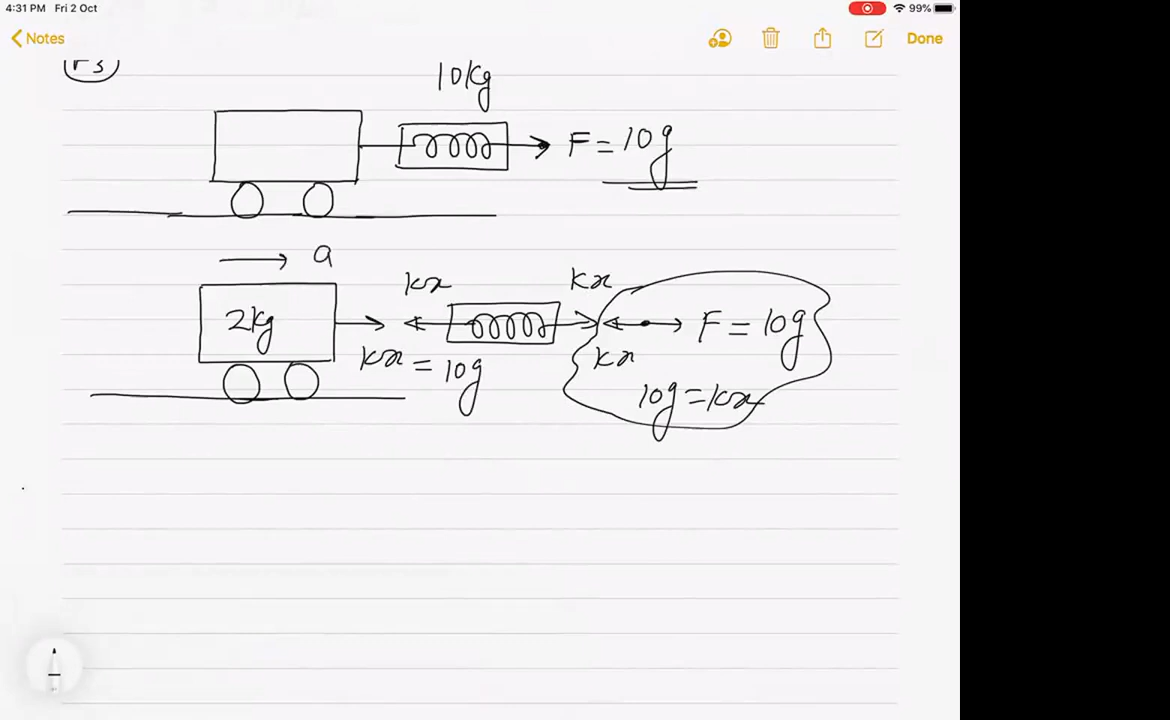 4:31 PM Fri 2 Oct
99%
Notes
Done
10kg
F = 10g
a
kx
kx
2kg
F = 10g
kx = 10g
kx
10g = kx